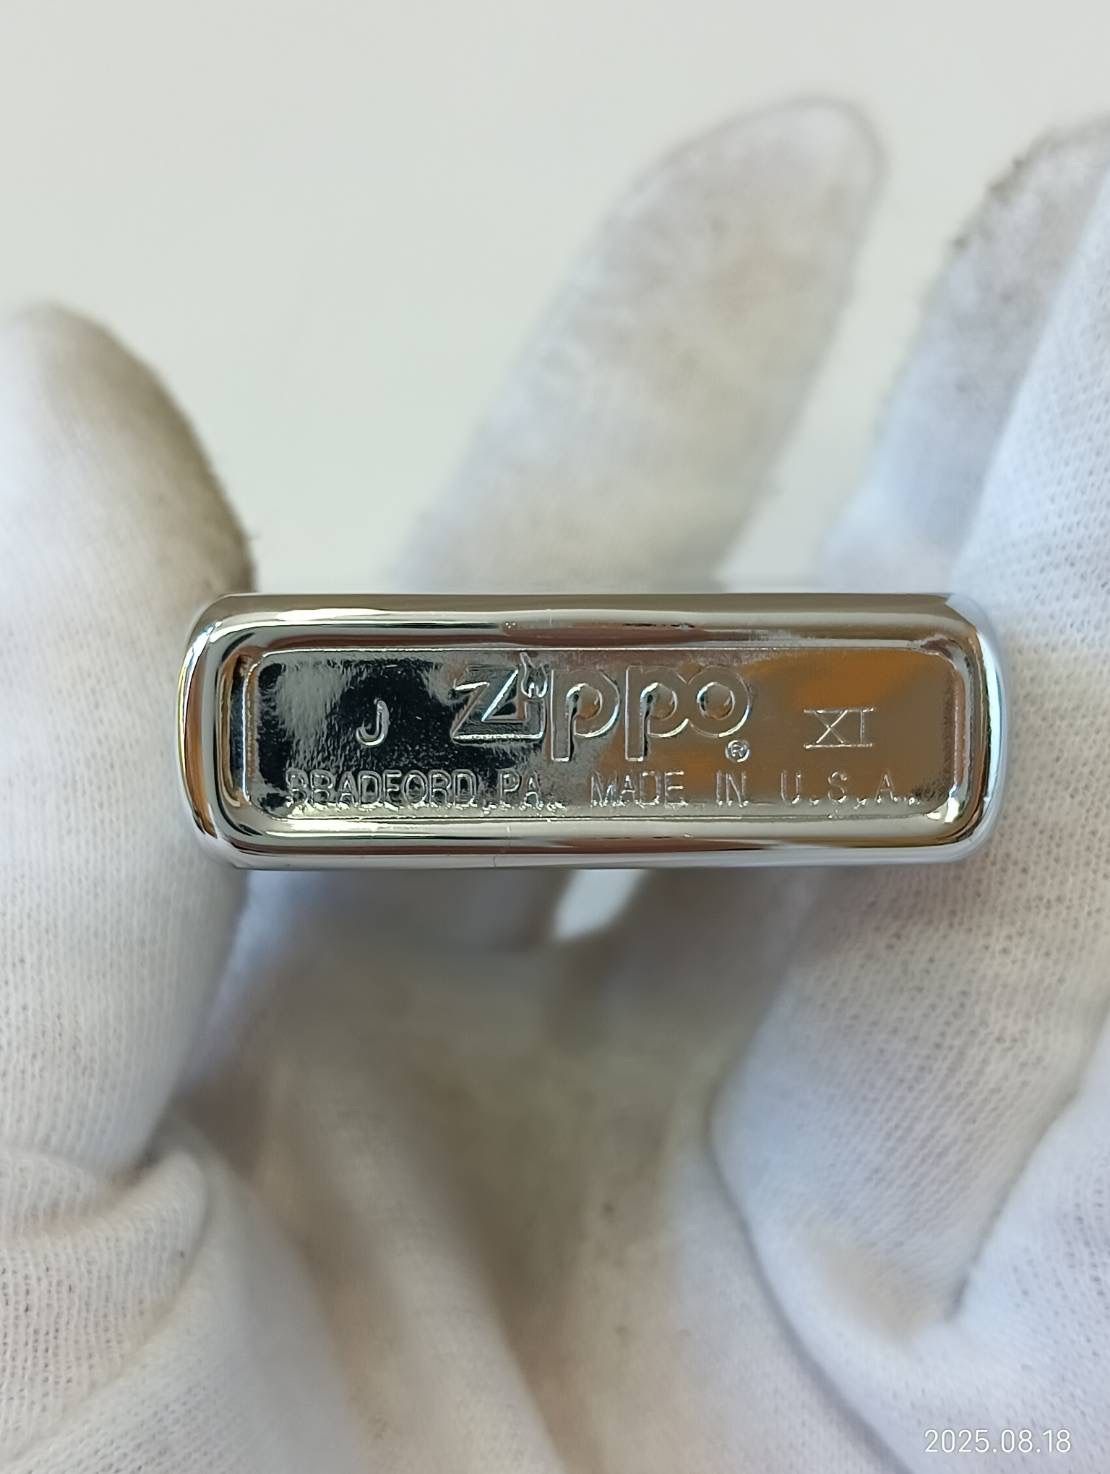 J Zippo® XI
BRADFORD, PA. MADE IN U.S.A.
2025.08.18